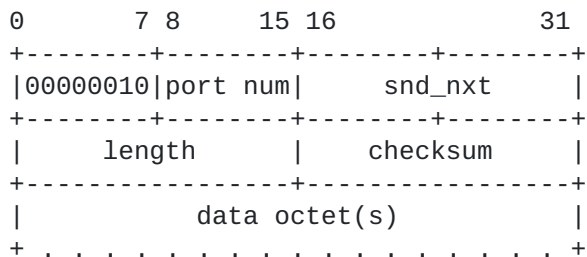 0        7 8      15 16              31
+--------+--------+--------+--------+
|00000010|port num|     snd_nxt     |
+--------+--------+--------+--------+
|     length      |    checksum     |
+-----------------+-----------------+
|           data octet(s)           |
+ . . . . . . . . . . . . . . . . . +